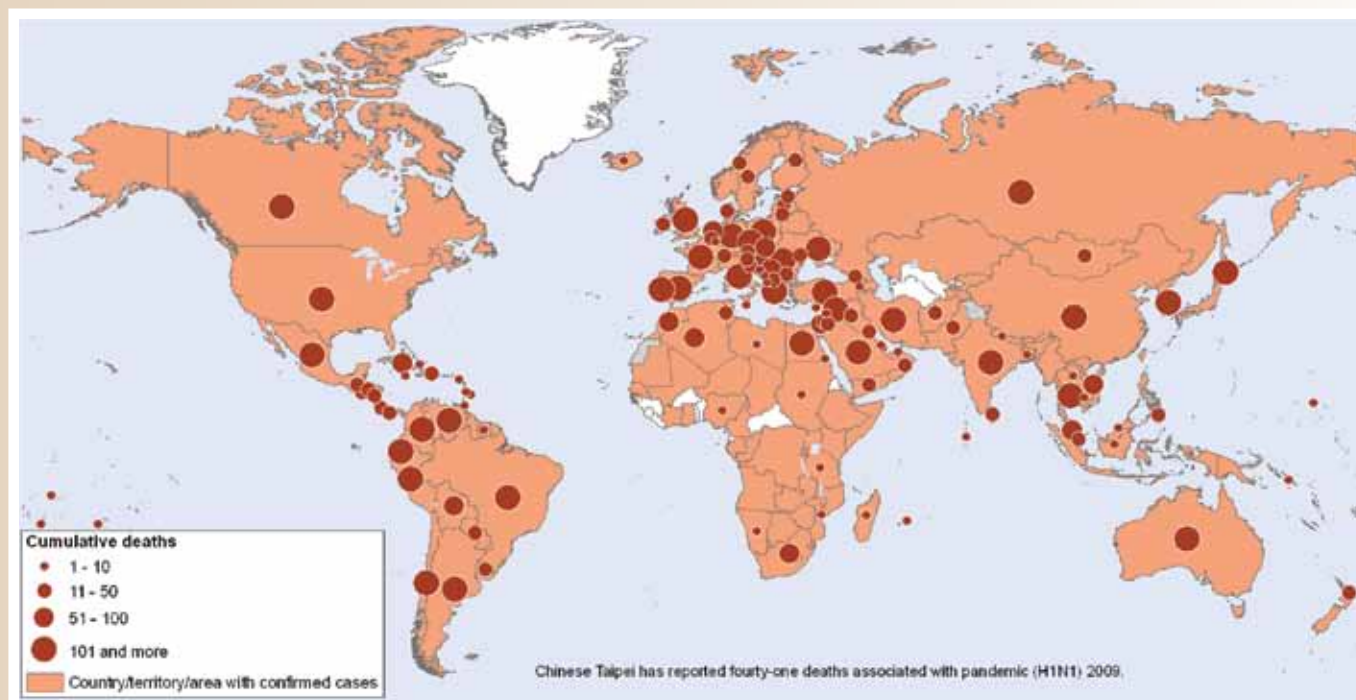 Cumulative deaths
1 - 10
11 - 50
51 - 100
101 and more
Country/territory/area with confirmed cases
Chinese Taipei has reported fourty-one deaths associated with pandemic (H1N1) 2009.